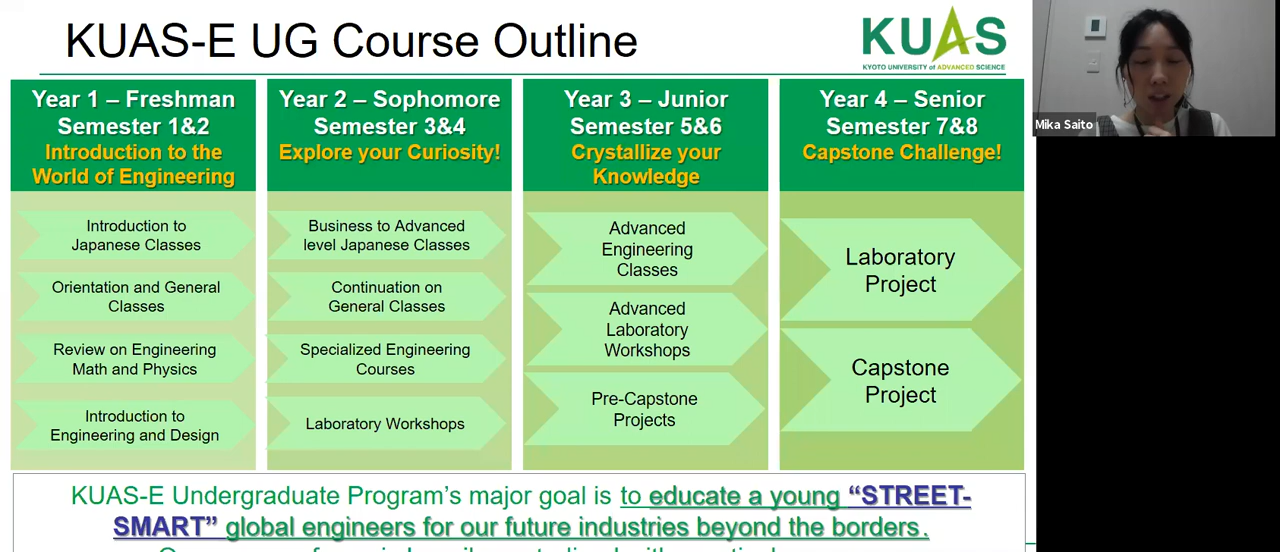 KUAS-E UG Course Outline
KUAS
KYOTO UNIVERSITY of ADVANCED SCIENCE
Mika Saito
Year 1 – Freshman
Semester 1&2
Introduction to the
World of Engineering
Introduction to
Japanese Classes
Orientation and General
Classes
Review on Engineering
Math and Physics
Introduction to
Engineering and Design
Year 2 – Sophomore
Semester 3&4
Explore your Curiosity!
Business to Advanced
level Japanese Classes
Continuation on
General Classes
Specialized Engineering
Courses
Laboratory Workshops
Year 3 – Junior
Semester 5&6
Crystallize your
Knowledge
Advanced
Engineering
Classes
Advanced
Laboratory
Workshops
Pre-Capstone
Projects
Year 4 – Senior
Semester 7&8
Capstone Challenge!
Laboratory
Project
Capstone
Project
KUAS-E Undergraduate Program's major goal is to educate a young “STREET-
SMART” global engineers for our future industries beyond the borders.